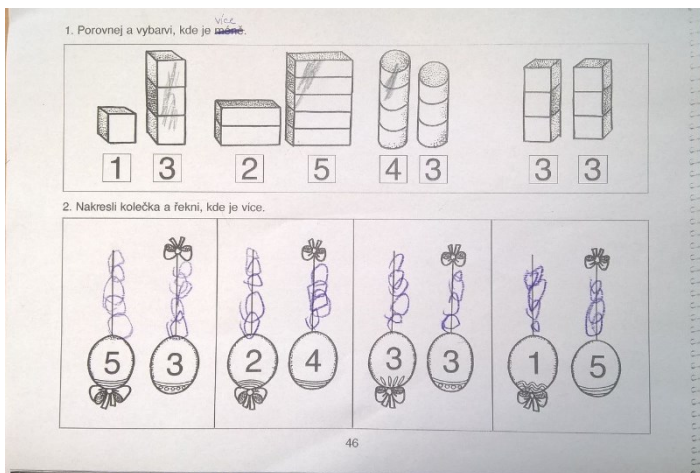 více
1. Porovnej a vybarvi, kde je méně.
1 3 2 5 4 3 3 3
2. Nakresli kolečka a řekni, kde je vice.
5 3 2 4 3 3 1 5
46